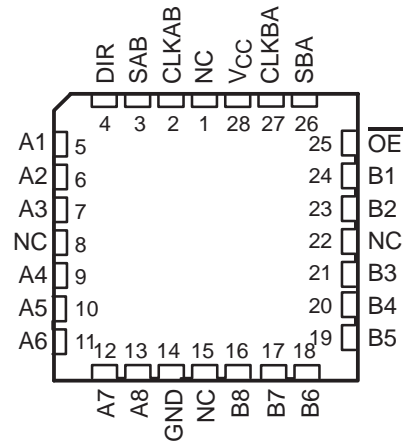 DIR SAB CLKAB NC VCC CLKBA SBA
4 3 2 1 28 27 26
A1 5 25 OE
A2 6 24 B1
A3 7 23 B2
NC 8 22 NC
A4 9 21 B3
A5 10 20 B4
A6 11 19 B5
12 13 14 15 16 17 18
A7 A8 GND NC B8 B7 B6